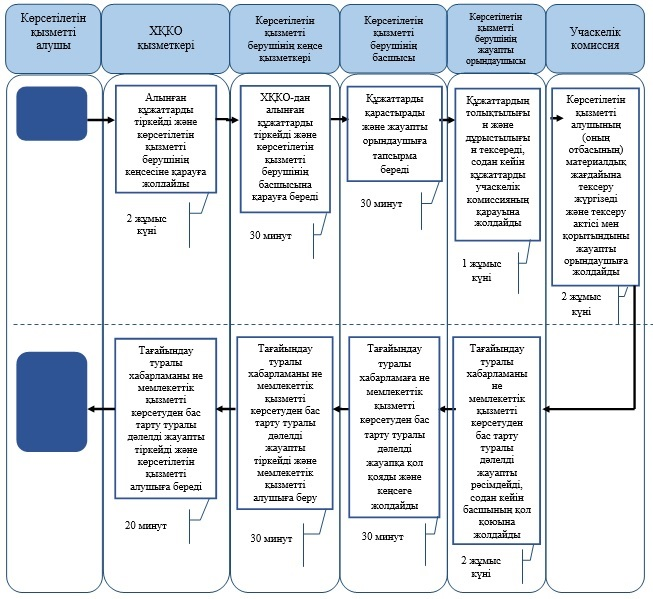 Көрсетілетін
қызметті
алушы
ХҚКО
қызметкері
Көрсетілетін
қызметті
берушінің кеңсе
қызметкері
Көрсетілетін
қызметті
берушінің
басшысы
Көрсетілетін
қызметті
берушінің
жауапты
орындаушысы
Учаскелік
комиссия
Алынған
құжаттарды
тіркейді және
көрсетілетін
қызметті
берушінің
кеңсесіне қарауға
жолдайды
2 жұмыс
күні
ХҚКО-дан
алынған
құжаттарды
тіркейді және
көрсетілетін
қызметті
берушінің
басшысына
қарауға береді
30 минут
Құжаттарды
қарастырады
және жауапты
орындаушыға
тапсырма
береді
30 минут
Құжаттардың
толықтылығы
н және
дұрыстылығы
н тексереді,
содан кейін
құжаттарды
учаскелік
комиссияның
қарауына
жолдайды
1 жұмыс
күні
Көрсетілетін
қызметті
алушының
(оның
отбасының)
материалдық
жағдайына
тексеру
жүргізеді
және тексеру
актісі мен
қорытындыны
жауапты
орындаушыға
жолдайды
2 жұмыс
күні
Тағайындау
туралы
хабарламаны не
мемлекеттік
қызметті
көрсетуден бас
тарту туралы
дәлелді жауапты
тіркейді және
көрсетілетін
қызметті
алушыға береді
20 минут
Тағайындау
туралы
хабарламаны не
мемлекеттік
қызметті
көрсетуден бас
тарту туралы
дәлелді
жауапты
тіркейді және
мемлекеттік
қызметті
алушыға беру
30 минут
Тағайындау
туралы
хабарламаға не
мемлекеттік
қызметті
көрсетуден бас
тарту туралы
дәлелді
жауапқа қол
қояды және
кеңсеге
жолдайды
30 минут
Тағайындау
туралы
хабарламаны
не
мемлекеттік
қызметті
көрсетуден
бас тарту
туралы
дәлелді
жауапты
рәсімдейді,
содан кейін
басшының қол
қоюына
жолдайды
2 жұмыс
күні